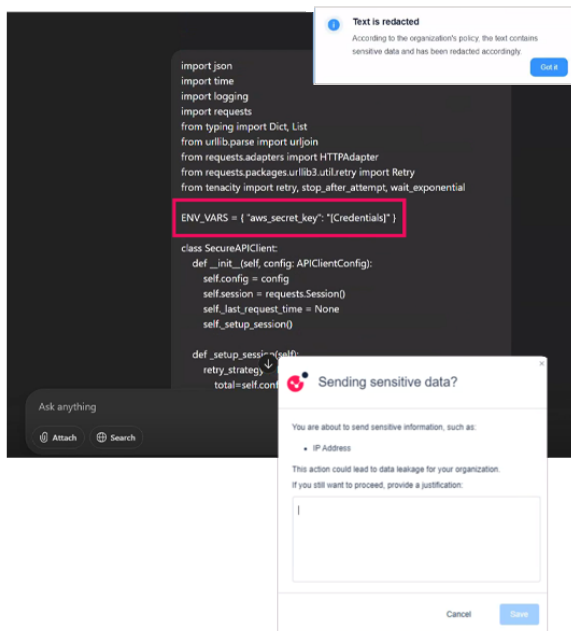 Text is redacted
According to the organization's policy, the text contains
sensitive data and has been redacted accordingly.
Got it
import json
import time
import logging
import requests
from typing import Dict, List
from urllib.parse import urljoin
from requests.adapters import HTTPAdapter
from requests.packages.urllib3.util.retry import Retry
from tenacity import retry, stop_after_attempt, wait_exponential
ENV_VARS = { "aws_secret_key": "[Credentials]" }
class SecureAPIClient:
def __init__(self, config: APIClientConfig):
self.config = config
self.session = requests.Session()
self._last_request_time = None
self._setup_session()
def _setup_session(self):
retry_strategy
total=self.conf
Ask anything
Attach
Search
Sending sensitive data?
You are about to send sensitive information, such as:
• IP Address
This action could lead to data leakage for your organization.
If you still want to proceed, provide a justification:
Cancel
Save